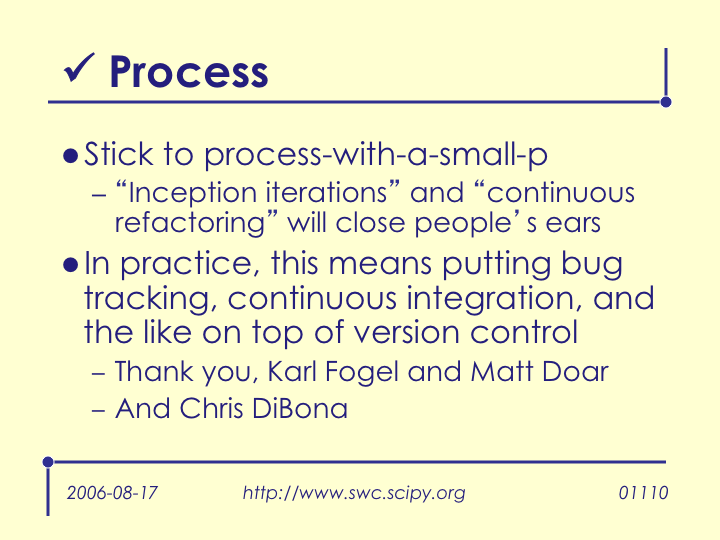 ✓ Process
●Stick to process-with-a-small-p
– “Inception iterations” and “continuous
refactoring” will close people’s ears
●In practice, this means putting bug
tracking, continuous integration, and
the like on top of version control
– Thank you, Karl Fogel and Matt Doar
– And Chris DiBona
2006-08-17 http://www.swc.scipy.org 01110